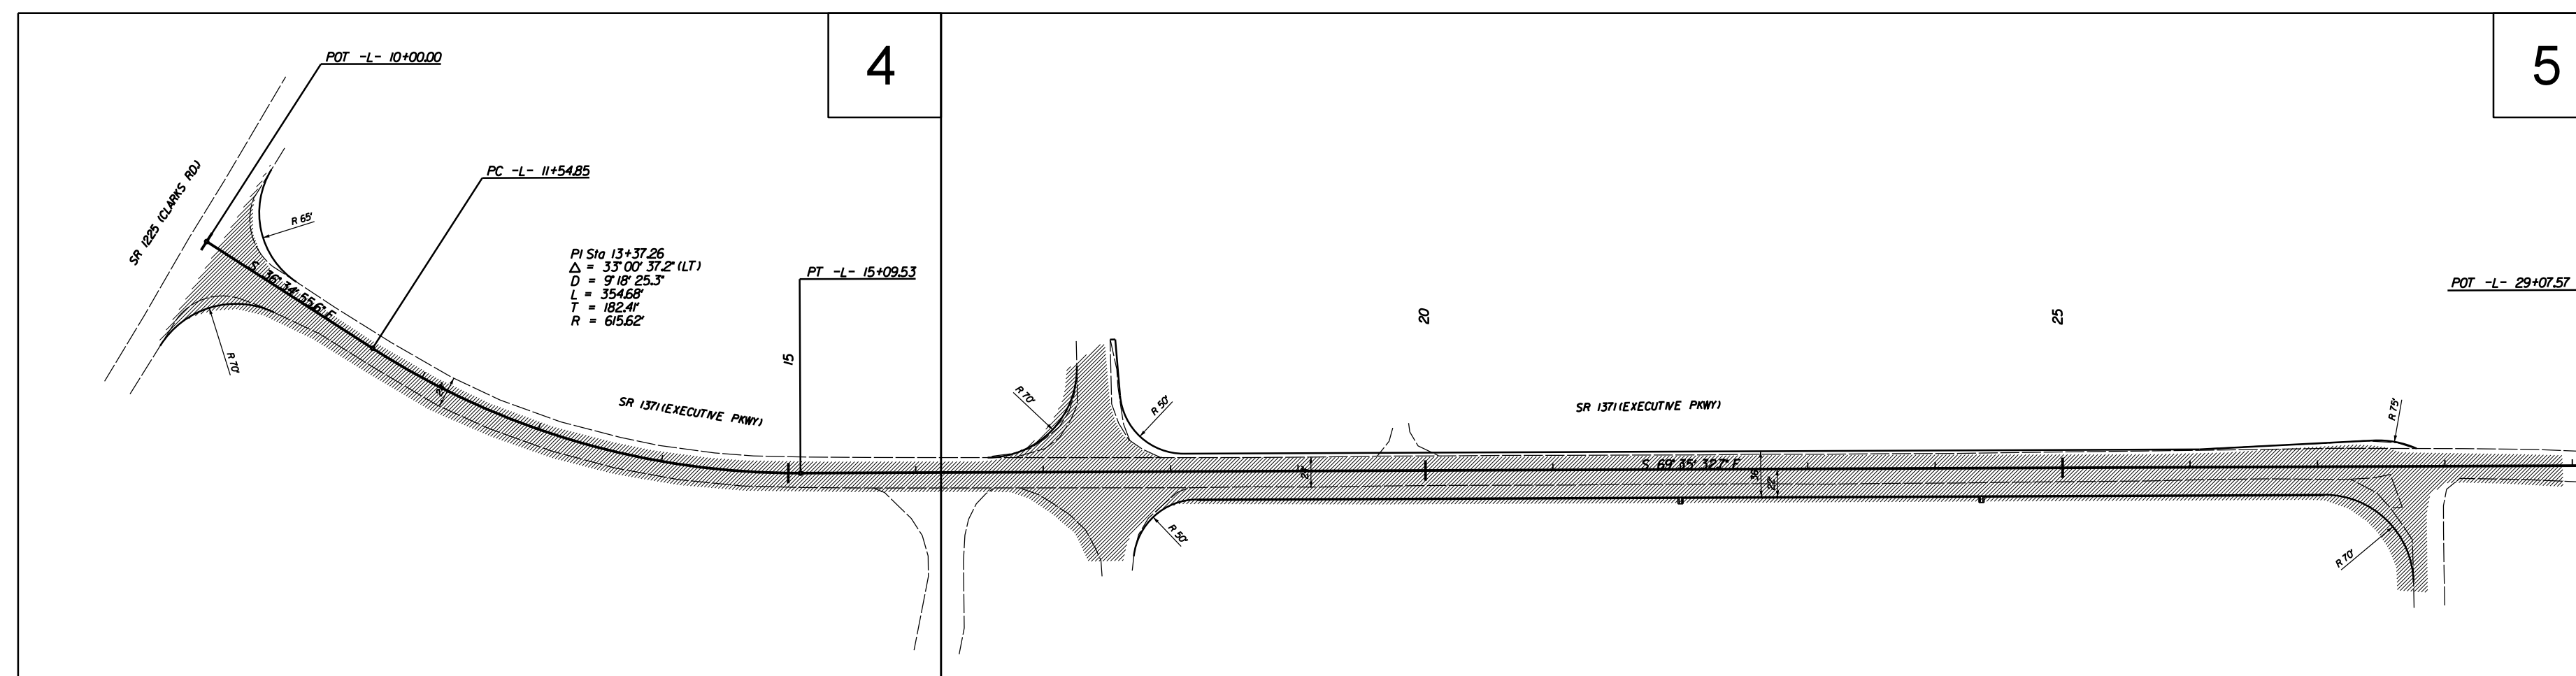 4
5
POT -L- 10+00.00
PC -L- 11+54.85
SR 1225 (CLARKS RD.)
R 65'
S 36° 34' 55.6" E
R 70'
PI Sta 13+37.26
Δ = 33° 00' 37.2" (LT)
D = 9° 18' 25.3"
L = 354.68'
T = 182.41'
R = 615.62'
PT -L- 15+09.53
15
SR 1371 (EXECUTIVE PKWY)
R 70'
R 50'
R 50'
20
SR 1371 (EXECUTIVE PKWY)
S 69° 35' 32.7" E
36'
22'
25
POT -L- 29+07.57
R 75'
R 70'